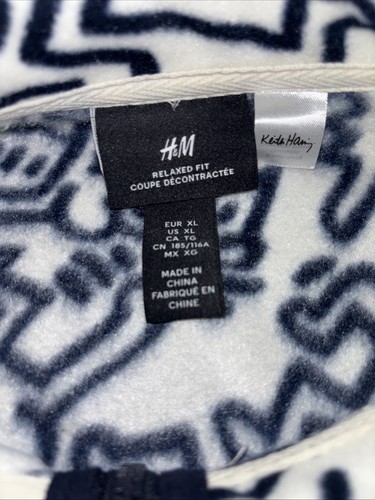 H&M
RELAXED FIT
COUPE DÉCONTRACTÉE
Keith Haring
EUR XL
US XL
CA TG
CN 185/116A
MX XG
MADE IN
CHINA
FABRIQUÉ EN
CHINE